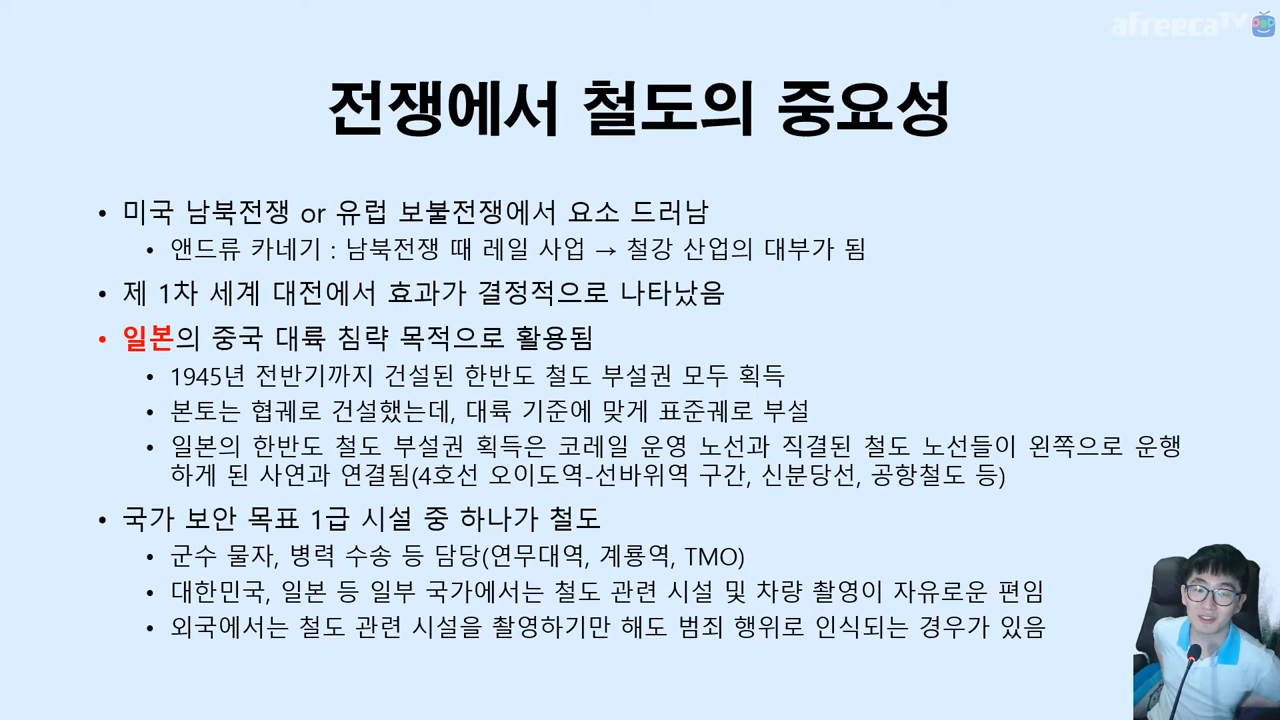 afreecaTV
전쟁에서 철도의 중요성
• 미국 남북전쟁 or 유럽 보불전쟁에서 요소 드러남
• 앤드류 카네기 : 남북전쟁 때 레일 사업 → 철강 산업의 대부가 됨
• 제 1차 세계 대전에서 효과가 결정적으로 나타났음
• 일본의 중국 대륙 침략 목적으로 활용됨
• 1945년 전반기까지 건설된 한반도 철도 부설권 모두 획득
• 본토는 협궤로 건설했는데, 대륙 기준에 맞게 표준궤로 부설
• 일본의 한반도 철도 부설권 획득은 코레일 운영 노선과 직결된 철도 노선들이 왼쪽으로 운행
하게 된 사연과 연결됨(4호선 오이도역-선바위역 구간, 신분당선, 공항철도 등)
• 국가 보안 목표 1급 시설 중 하나가 철도
• 군수 물자, 병력 수송 등 담당(연무대역, 계룡역, TMO)
• 대한민국, 일본 등 일부 국가에서는 철도 관련 시설 및 차량 촬영이 자유로운 편임
• 외국에서는 철도 관련 시설을 촬영하기만 해도 범죄 행위로 인식되는 경우가 있음